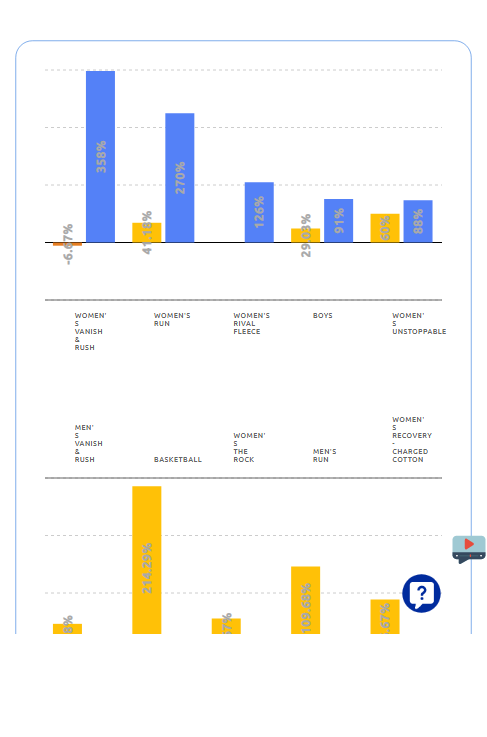 358%
270%
-6.67%
41.18%
126%
29.03%
91%
60%
88%
WOMEN'
S
VANISH
&
RUSH
WOMEN'S
RUN
WOMEN'S
RIVAL
FLEECE
BOYS
WOMEN'
S
UNSTOPPABLE
MEN'
S
VANISH
&
RUSH
BASKETBALL
WOMEN'
S
THE
ROCK
MEN'S
RUN
WOMEN'
S
RECOVERY
-
CHARGED
COTTON
214.29%
109.68%
?